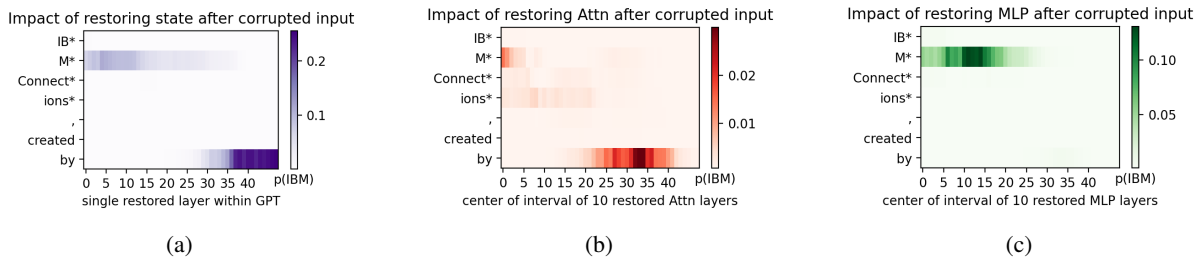 Impact of restoring state after corrupted input
IB*
M*
Connect*
ions*
,
created
by
0 5 10 15 20 25 30 35 40
single restored layer within GPT
0.2
0.1
p(IBM)
(a)
Impact of restoring Attn after corrupted input
IB*
M*
Connect*
ions*
,
created
by
0 5 10 15 20 25 30 35 40
center of interval of 10 restored Attn layers
0.02
0.01
p(IBM)
(b)
Impact of restoring MLP after corrupted input
IB*
M*
Connect*
ions*
,
created
by
0 5 10 15 20 25 30 35 40
center of interval of 10 restored MLP layers
0.10
0.05
p(IBM)
(c)